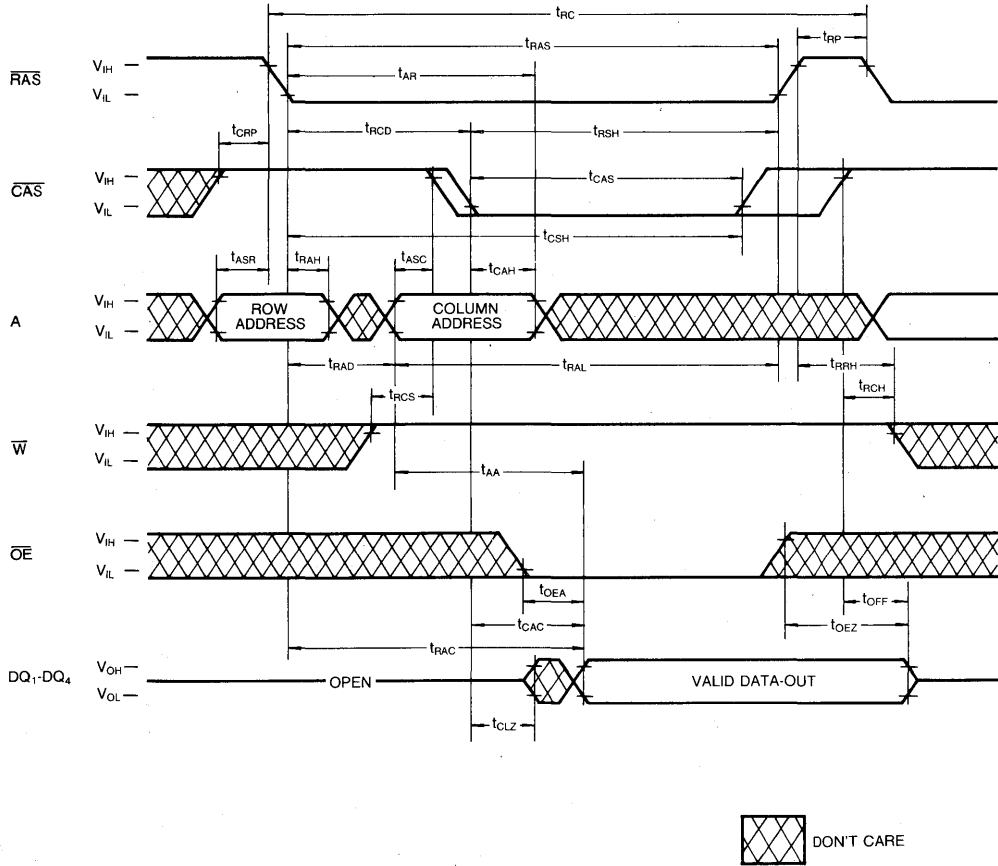 tRC
tRAS
tRP
RAS
VIH
VIL
tAR
tCRP
tRCD
tRSH
CAS
VIH
VIL
tCAS
tCSH
tASR
tRAH
tASC
tCAH
A
VIH
VIL
ROW
ADDRESS
COLUMN
ADDRESS
tRAD
tRAL
tRRH
tRCS
tRCH
W
VIH
VIL
tAA
OE
VIH
VIL
tOEA
tOFF
tCAC
tOEZ
tRAC
DQ1-DQ4
VOH
VOL
OPEN
VALID DATA-OUT
tCLZ
DON'T CARE